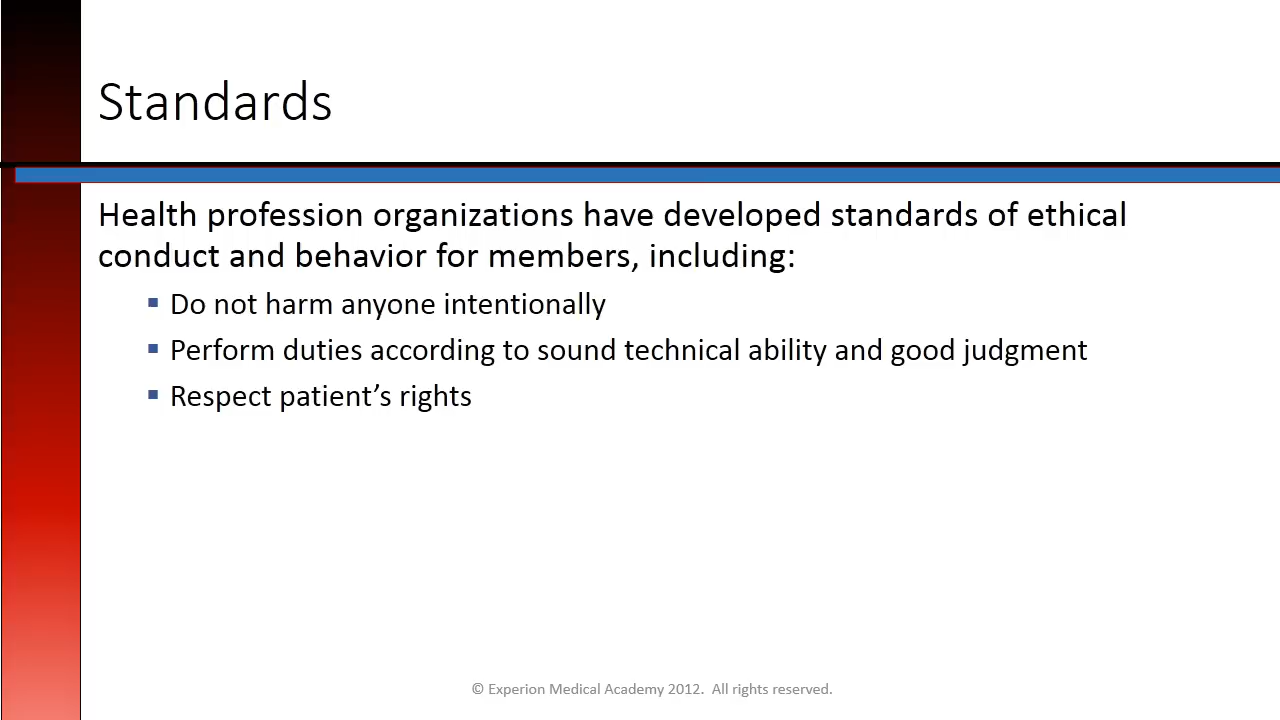 Standards
Health profession organizations have developed standards of ethical
conduct and behavior for members, including:
▪ Do not harm anyone intentionally
▪ Perform duties according to sound technical ability and good judgment
▪ Respect patient’s rights
© Experion Medical Academy 2012.  All rights reserved.